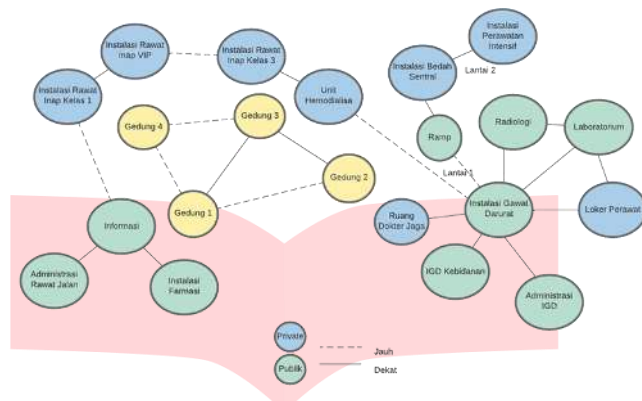 Instalasi Rawat
inap VIP
Instalasi Rawat
Inap Kelas 3
Instalasi Rawat
Inap Kelas 1
Unit
Hemodialisa
Gedung 4
Gedung 3
Gedung 2
Gedung 1
Instalasi
Perawatan
Intensif
Instalasi Bedah
Sentral
Lantai 2
Ramp
Radiologi
Laboratorium
Lantai 1
Instalasi Gawat
Darurat
Loker Perawat
Ruang
Dokter Jaga
Informasi
Administrasi
Rawat Jalan
Instalasi
Farmasi
IGD Kebidanan
Administrasi
IGD
Private
Jauh
Publik
Dekat